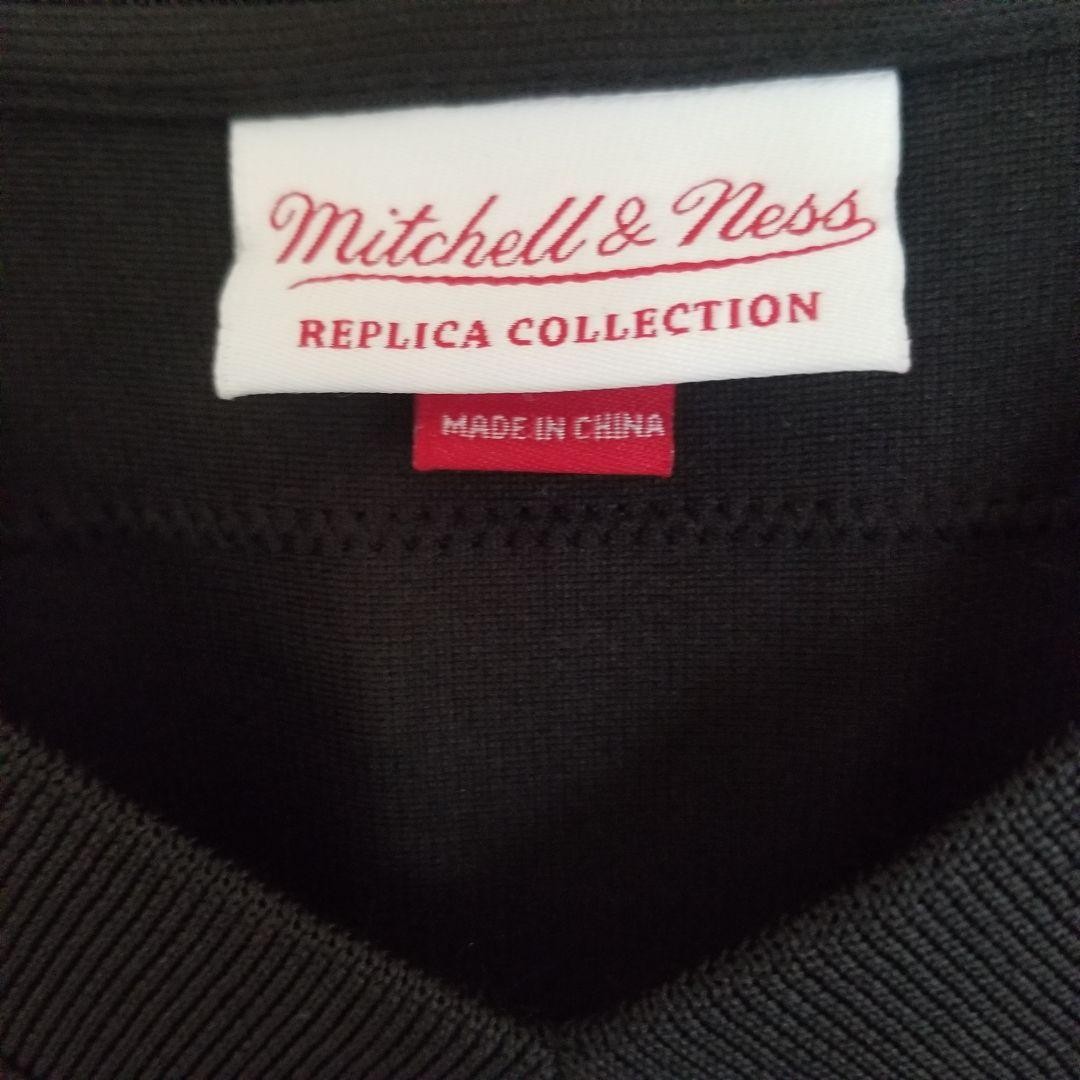 Mitchell & Ness
REPLICA COLLECTION
MADE IN CHINA